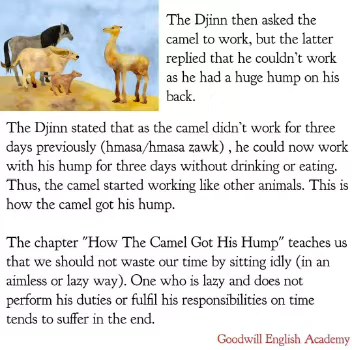 The Djinn then asked the
camel to work, but the latter
replied that he couldn't work
as he had a huge hump on his
back.
The Djinn stated that as the camel didn't work for three
days previously (hmasa/hmasa zawk) , he could now work
with his hump for three days without drinking or eating.
Thus, the camel started working like other animals. This is
how the camel got his hump.
The chapter "How The Camel Got His Hump" teaches us
that we should not waste our time by sitting idly (in an
aimless or lazy way). One who is lazy and does not
perform his duties or fulfil his responsibilities on time
tends to suffer in the end.
Goodwill English Academy